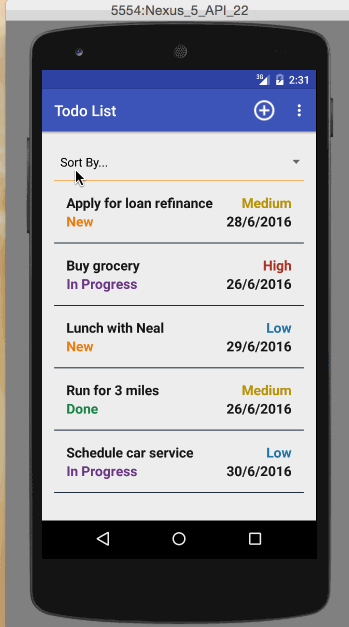 5554:Nexus_5_API_22
3G 2:31
Todo List
Sort By...
Apply for loan refinance Medium
New 28/6/2016
Buy grocery High
In Progress 26/6/2016
Lunch with Neal Low
New 29/6/2016
Run for 3 miles Medium
Done 26/6/2016
Schedule car service Low
In Progress 30/6/2016